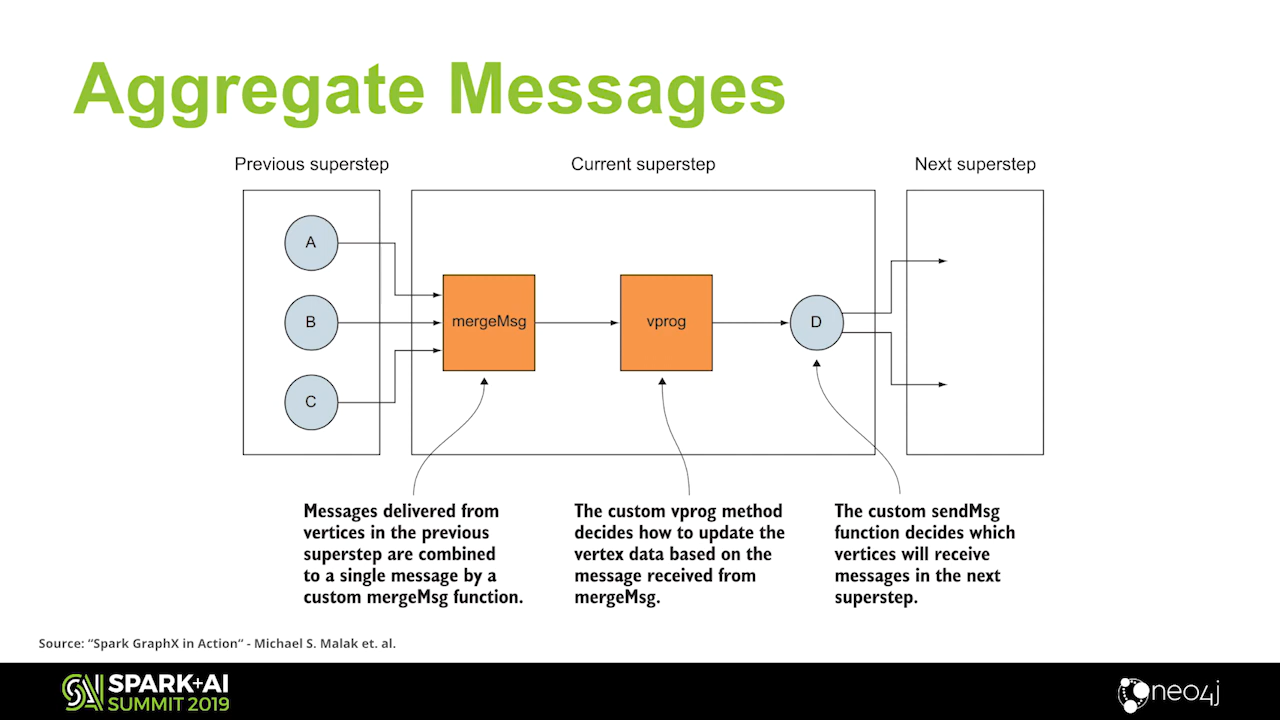 Aggregate Messages
Previous superstep
Current superstep
Next superstep
A
B
C
mergeMsg
vprog
D
Messages delivered from
vertices in the previous
superstep are combined
to a single message by a
custom mergeMsg function.
The custom vprog method
decides how to update the
vertex data based on the
message received from
mergeMsg.
The custom sendMsg
function decides which
vertices will receive
messages in the next
superstep.
Source: “Spark GraphX in Action” - Michael S. Malak et. al.
SPARK+AI
SUMMIT 2019
neo4j